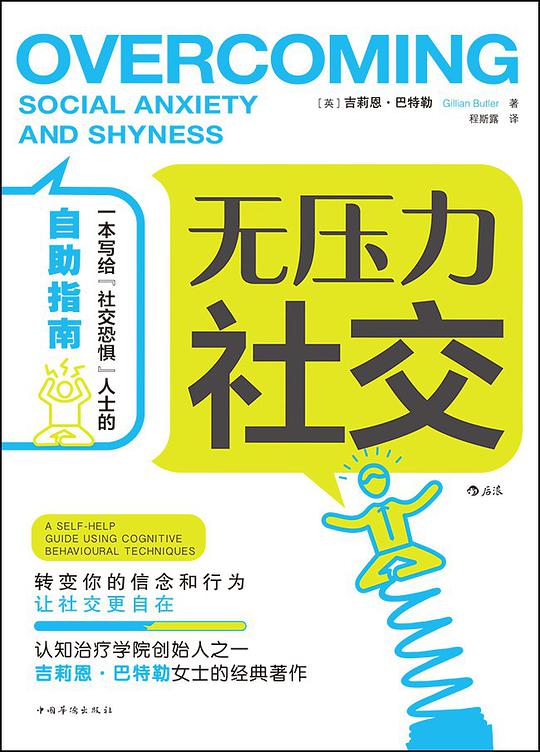 OVERCOMING
SOCIAL ANXIETY
AND SHYNESS
［英］吉莉恩·巴特勒 Gillian Butler 著
程斯露 译
无压力
社交
一本写给『社交恐惧』人士的
自助指南
后浪
A SELF-HELP
GUIDE USING COGNITIVE
BEHAVIOURAL TECHNIQUES
转变你的信念和行为
让社交更自在
认知治疗学院创始人之一
吉莉恩·巴特勒女士的经典著作
中国华侨出版社